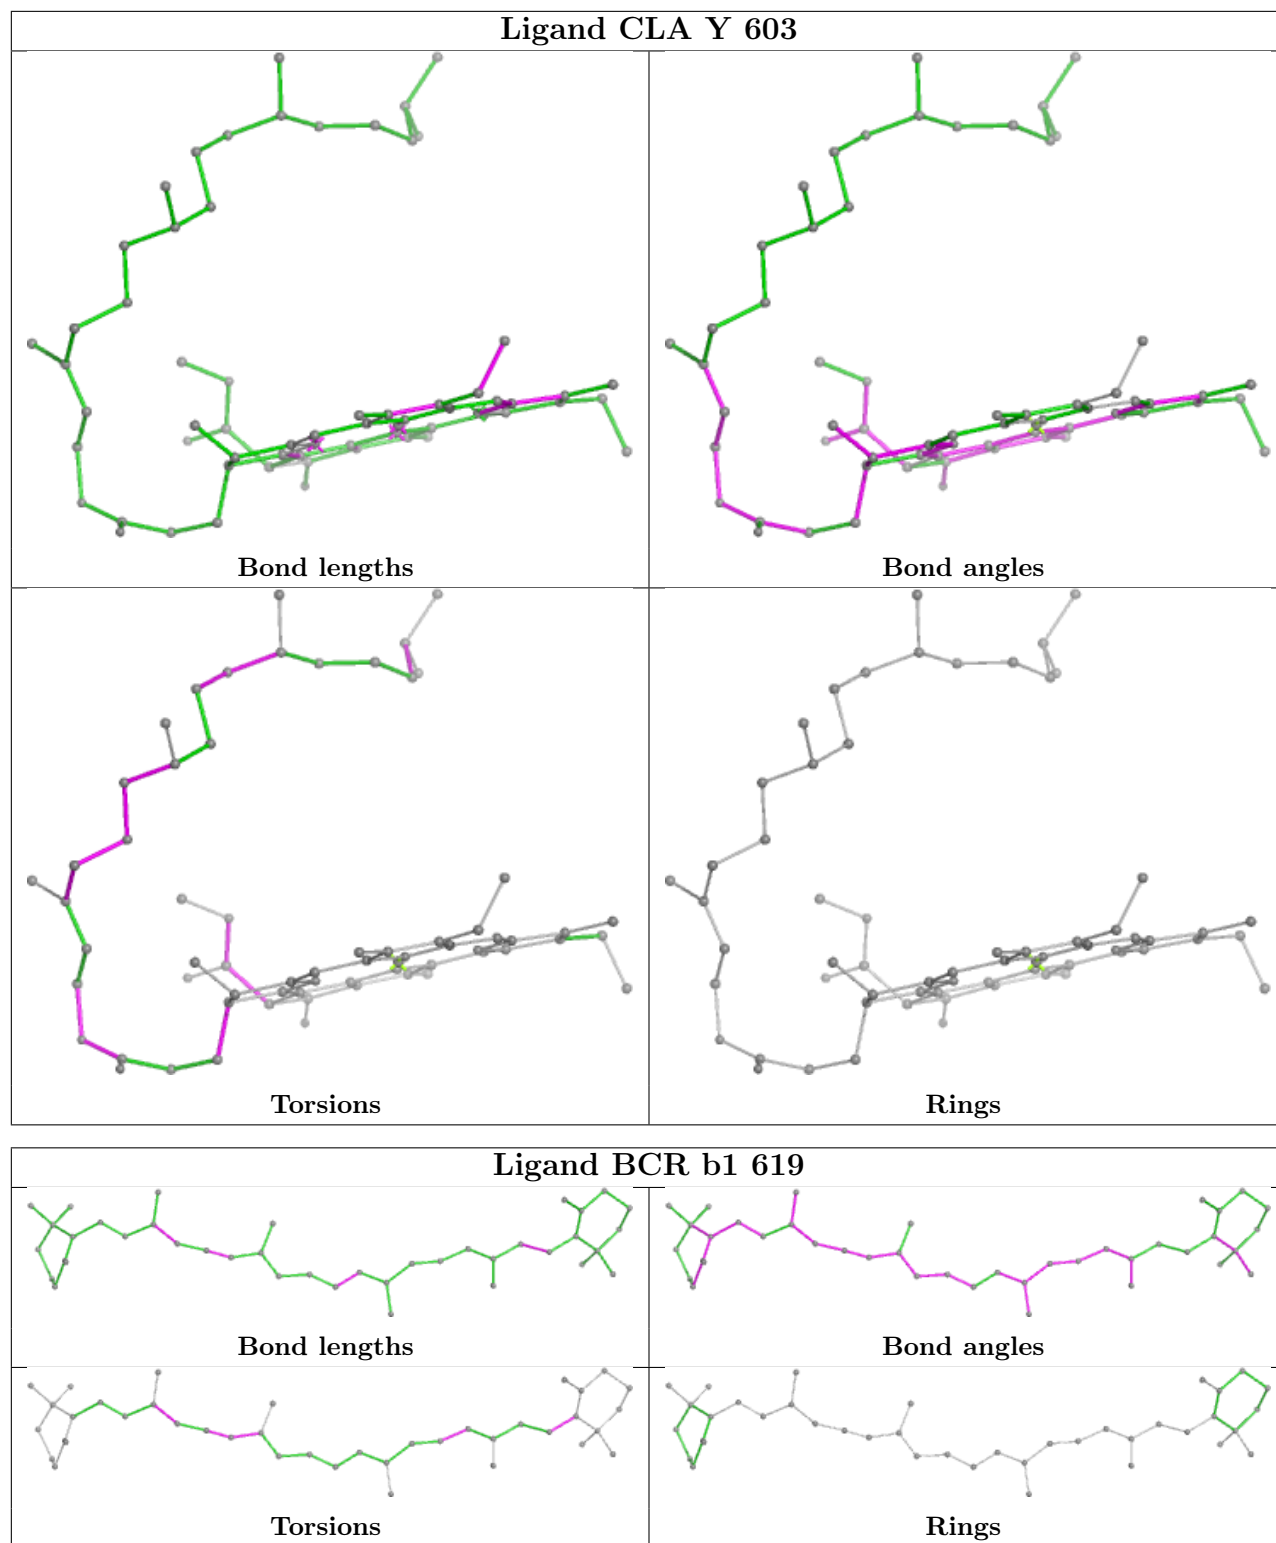 Ligand CLA Y 603
Bond lengths
Bond angles
Torsions
Rings
Ligand BCR b1 619
Bond lengths
Bond angles
Torsions
Rings